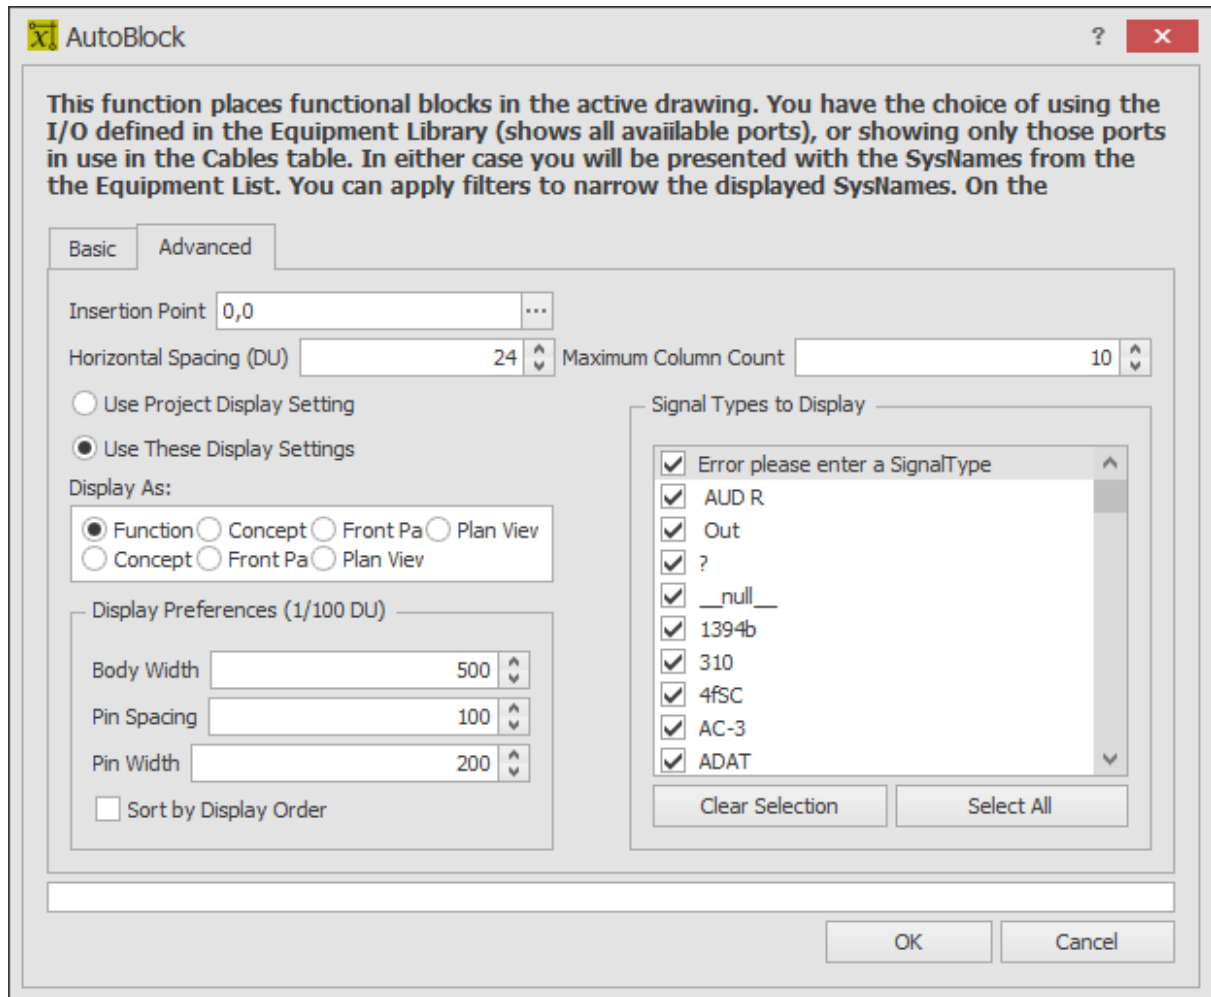 AutoBlock
?
This function places functional blocks in the active drawing. You have the choice of using the
I/O defined in the Equipment Library (shows all avaiilable ports), or showing only those ports
in use in the Cables table. In either case you will be presented with the SysNames from the
the Equipment List. You can apply filters to narrow the displayed SysNames. On the
Basic Advanced
Insertion Point 0,0 ...
Horizontal Spacing (DU) 24 Maximum Column Count 10
Use Project Display Setting
Use These Display Settings
Display As:
Function Concept Front Pa Plan Viev
Concept Front Pa Plan Viev
Display Preferences (1/100 DU)
Body Width 500
Pin Spacing 100
Pin Width 200
Sort by Display Order
Signal Types to Display
Error please enter a SignalType
AUD R
Out
?
__null__
1394b
310
4fSC
AC-3
ADAT
Clear Selection Select All
OK Cancel